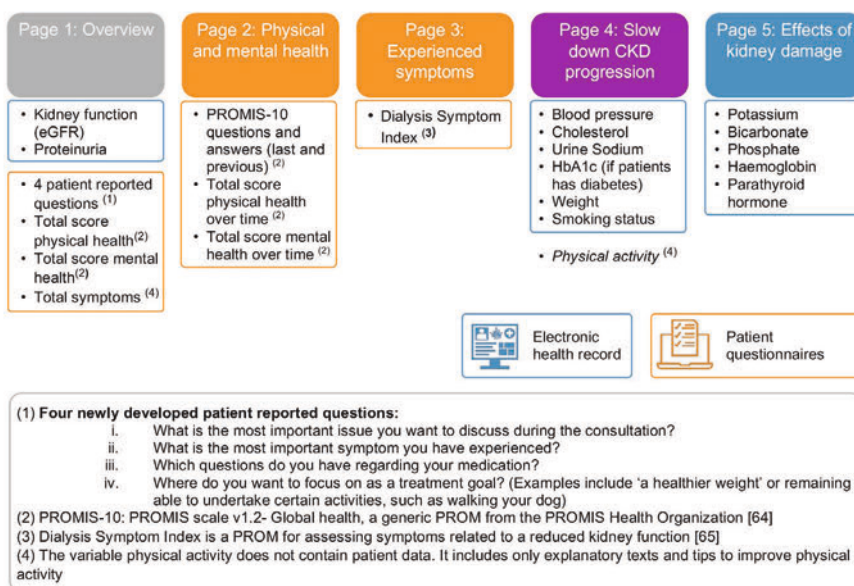 Page 1: Overview
Kidney function
(eGFR)
Proteinuria
4 patient reported
questions (1)
Total score
physical health(2)
Total score mental
health(2)
Total symptoms (4)
Page 2: Physical
and mental health
PROMIS-10
questions and
answers (last and
previous) (2)
Total score
physical health
over time (2)
Total score mental
health over time (2)
Page 3:
Experienced
symptoms
Dialysis Symptom
Index (3)
Page 4: Slow
down CKD
progression
Blood pressure
Cholesterol
Urine Sodium
HbA1c (if patients
has diabetes)
Weight
Smoking status
Physical activity (4)
Page 5: Effects of
kidney damage
Potassium
Bicarbonate
Phosphate
Haemoglobin
Parathyroid
hormone
Electronic
health record
Patient
questionnaires
(1) Four newly developed patient reported questions:
i. What is the most important issue you want to discuss during the consultation?
ii. What is the most important symptom you have experienced?
iii. Which questions do you have regarding your medication?
iv. Where do you want to focus on as a treatment goal? (Examples include ‘a healthier weight’ or remaining
able to undertake certain activities, such as walking your dog)
(2) PROMIS-10: PROMIS scale v1.2- Global health, a generic PROM from the PROMIS Health Organization [64]
(3) Dialysis Symptom Index is a PROM for assessing symptoms related to a reduced kidney function [65]
(4) The variable physical activity does not contain patient data. It includes only explanatory texts and tips to improve physical
activity